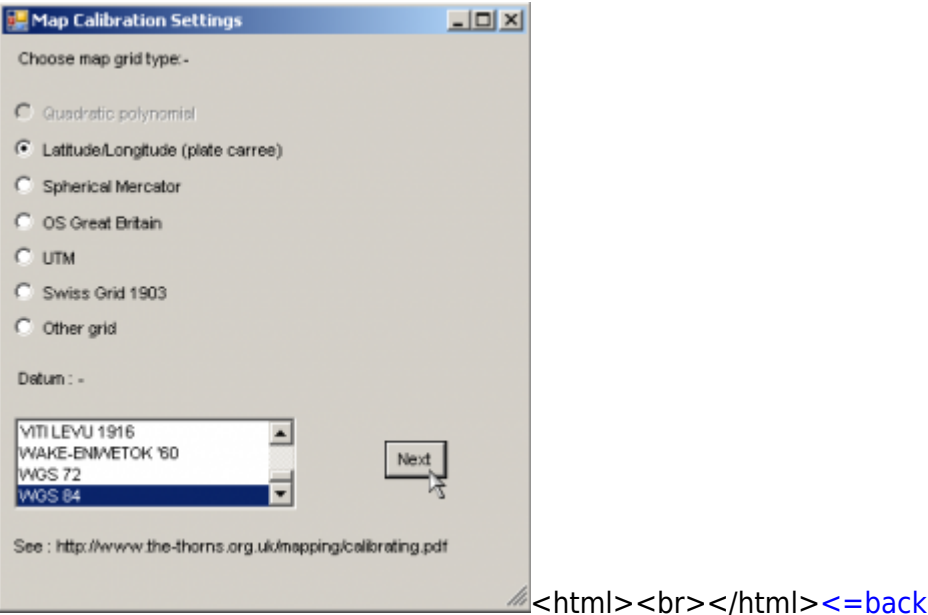 Map Calibration Settings
Choose map grid type:-
Quadratic polynomial
Latitude/Longitude (plate carree)
Spherical Mercator
OS Great Britain
UTM
Swiss Grid 1903
Other grid
Datum : -
VITI LEVU 1916
WAKE-ENIWETOK '60
WGS 72
WGS 84
Next
See : http://www.the-thorns.org.uk/mapping/calibrating.pdf
<html><br></html><=back